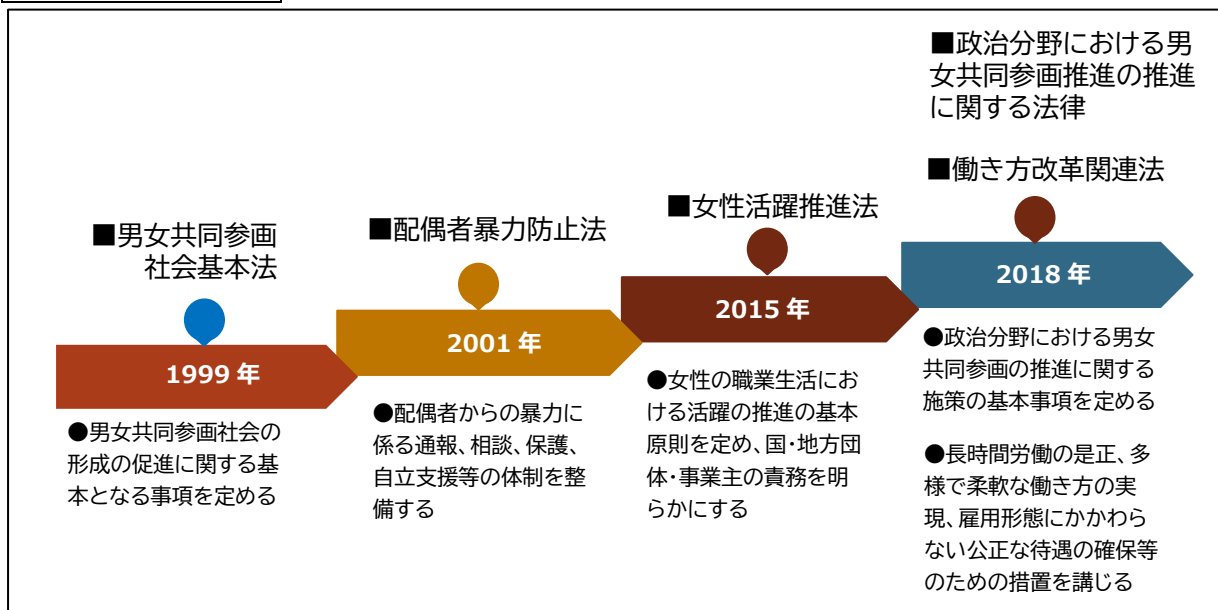 ■男女共同参画
社会基本法
1999 年
●男女共同参画社会の
形成の促進に関する基
本となる事項を定める
■配偶者暴力防止法
2001 年
●配偶者からの暴力に
係る通報、相談、保護、
自立支援等の体制を整
備する
■女性活躍推進法
2015 年
●女性の職業生活にお
ける活躍の推進の基本
原則を定め、国・地方団
体・事業主の責務を明
らかにする
■政治分野における男
女共同参画推進の推進
に関する法律
■働き方改革関連法
2018 年
●政治分野における男女
共同参画の推進に関する
施策の基本事項を定める
●長時間労働の是正、多
様で柔軟な働き方の実
現、雇用形態にかかわら
ない公正な待遇の確保等
のための措置を講じる